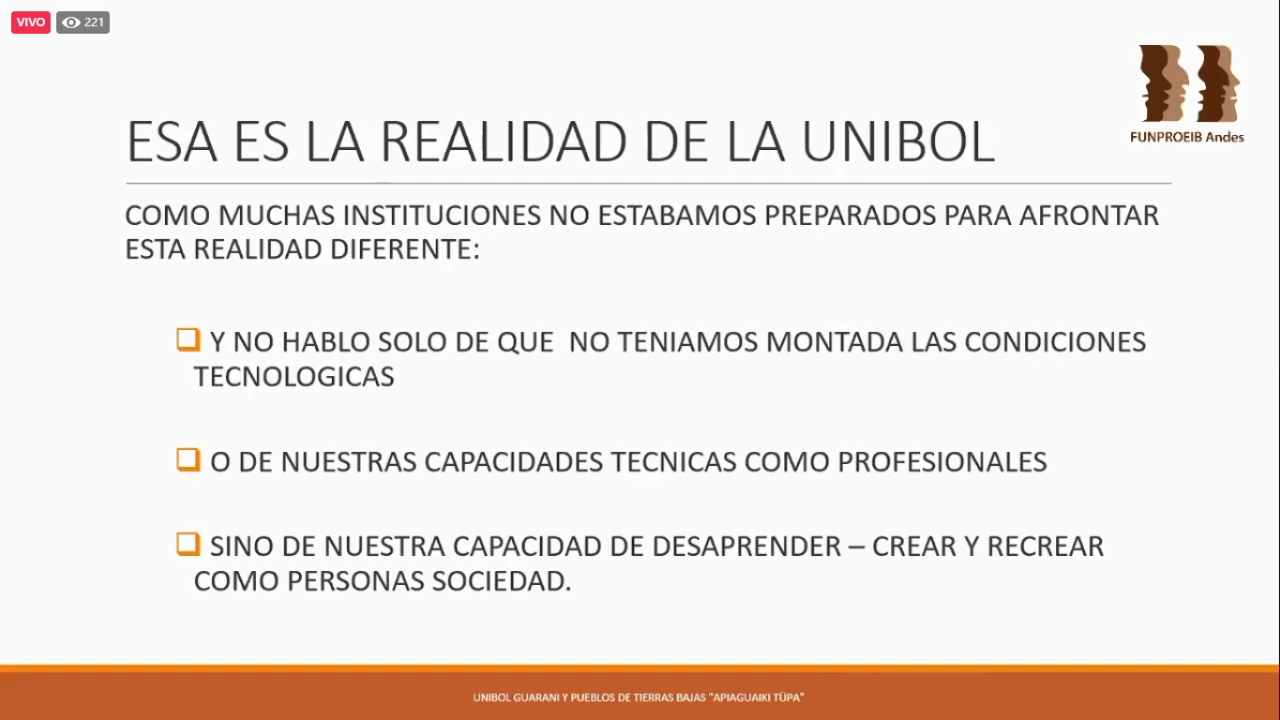 VIVO 221
FUNPROEIB Andes
ESA ES LA REALIDAD DE LA UNIBOL
COMO MUCHAS INSTITUCIONES NO ESTABAMOS PREPARADOS PARA AFRONTAR
ESTA REALIDAD DIFERENTE:
Y NO HABLO SOLO DE QUE NO TENIAMOS MONTADA LAS CONDICIONES
TECNOLOGICAS
O DE NUESTRAS CAPACIDADES TECNICAS COMO PROFESIONALES
SINO DE NUESTRA CAPACIDAD DE DESAPRENDER – CREAR Y RECREAR
COMO PERSONAS SOCIEDAD.
UNIBOL GUARANI Y PUEBLOS DE TIERRAS BAJAS "APIAGUAIKI TÜPA"